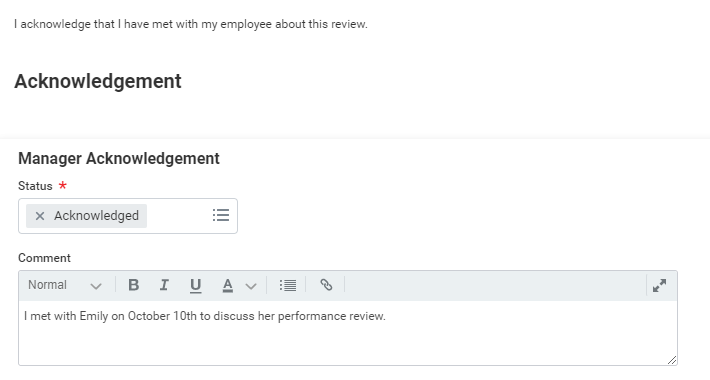 I acknowledge that I have met with my employee about this review.
Acknowledgement
Manager Acknowledgement
Status *
× Acknowledged
Comment
Normal B I U A
I met with Emily on October 10th to discuss her performance review.